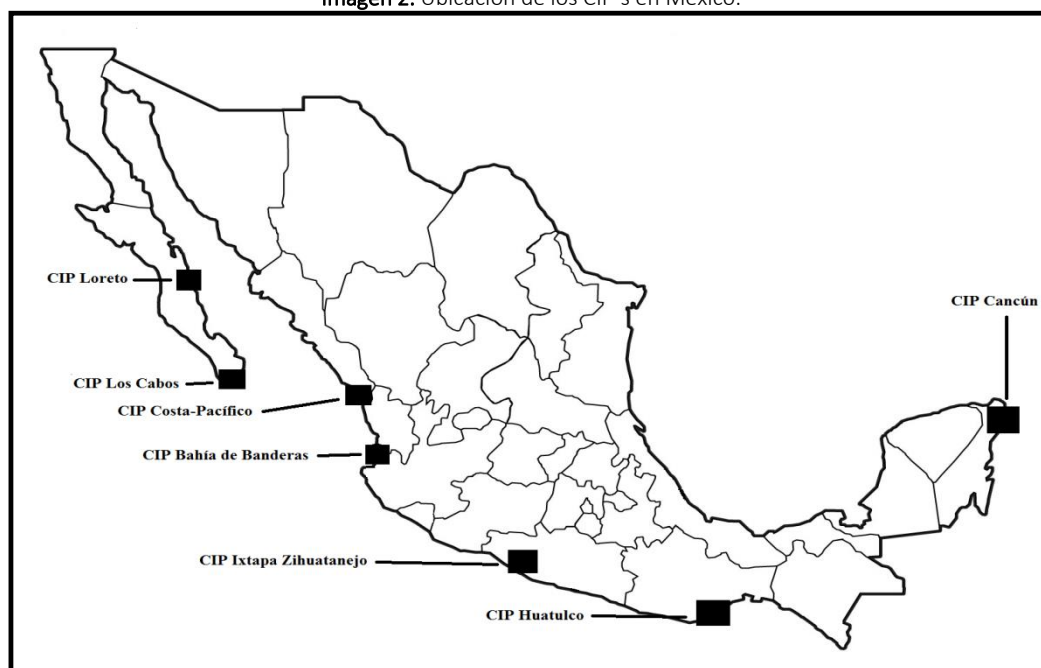 Imagen 2. Ubicación de los CIP´s en México.
CIP Loreto
CIP Cancún
CIP Los Cabos
CIP Costa-Pacífico
CIP Bahía de Banderas
CIP Ixtapa Zihuatanejo
CIP Huatulco